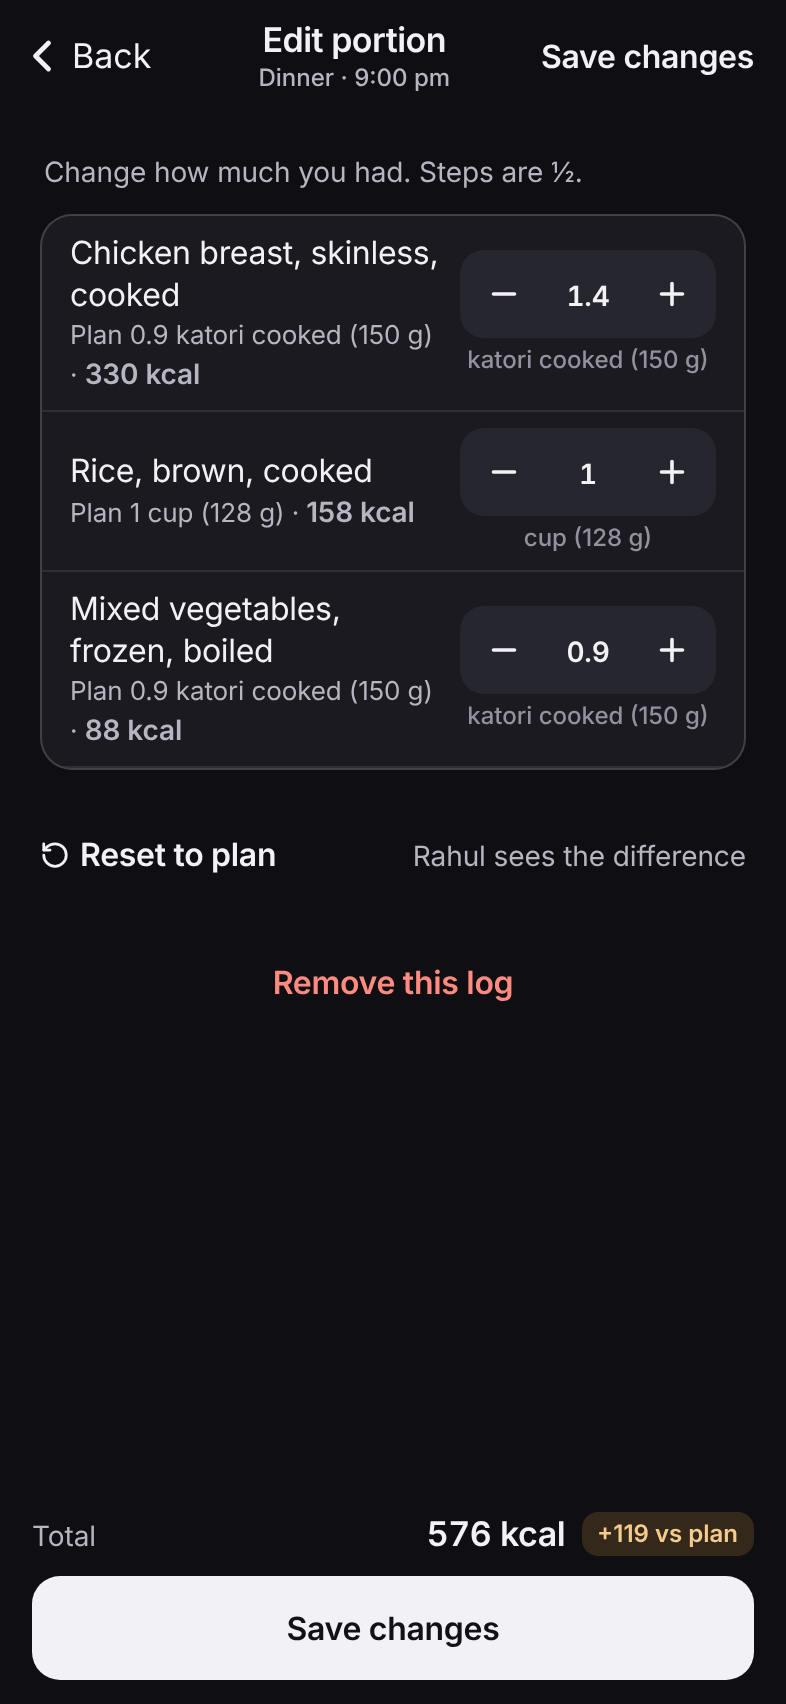 Back
Edit portion
Dinner · 9:00 pm
Save changes
Change how much you had. Steps are ½.
Chicken breast, skinless,
cooked
Plan 0.9 katori cooked (150 g)
· 330 kcal
− 1.4 +
katori cooked (150 g)
Rice, brown, cooked
Plan 1 cup (128 g) · 158 kcal
− 1 +
cup (128 g)
Mixed vegetables,
frozen, boiled
Plan 0.9 katori cooked (150 g)
· 88 kcal
− 0.9 +
katori cooked (150 g)
Reset to plan
Rahul sees the difference
Remove this log
Total
576 kcal
+119 vs plan
Save changes